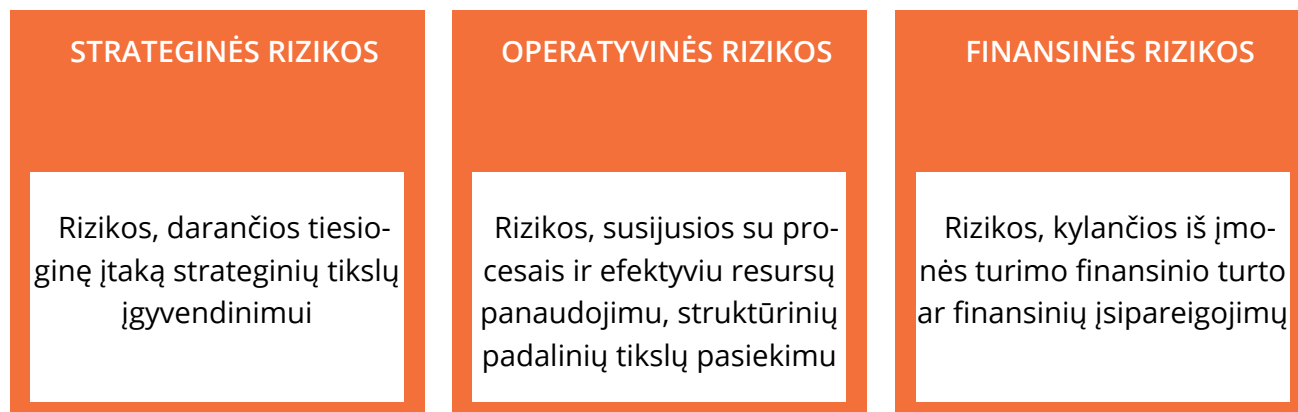 STRATEGINĖS RIZIKOS
Rizikos, darančios tiesio-
ginę įtaką strateginių tikslų
įgyvendinimui
OPERATYVINĖS RIZIKOS
Rizikos, susijusios su pro-
cesais ir efektyviu resursų
panaudojimu, struktūrinių
padalinių tikslų pasiekimu
FINANSINĖS RIZIKOS
Rizikos, kylančios iš įmo-
nės turimo finansinio turto
ar finansinių įsipareigojimų